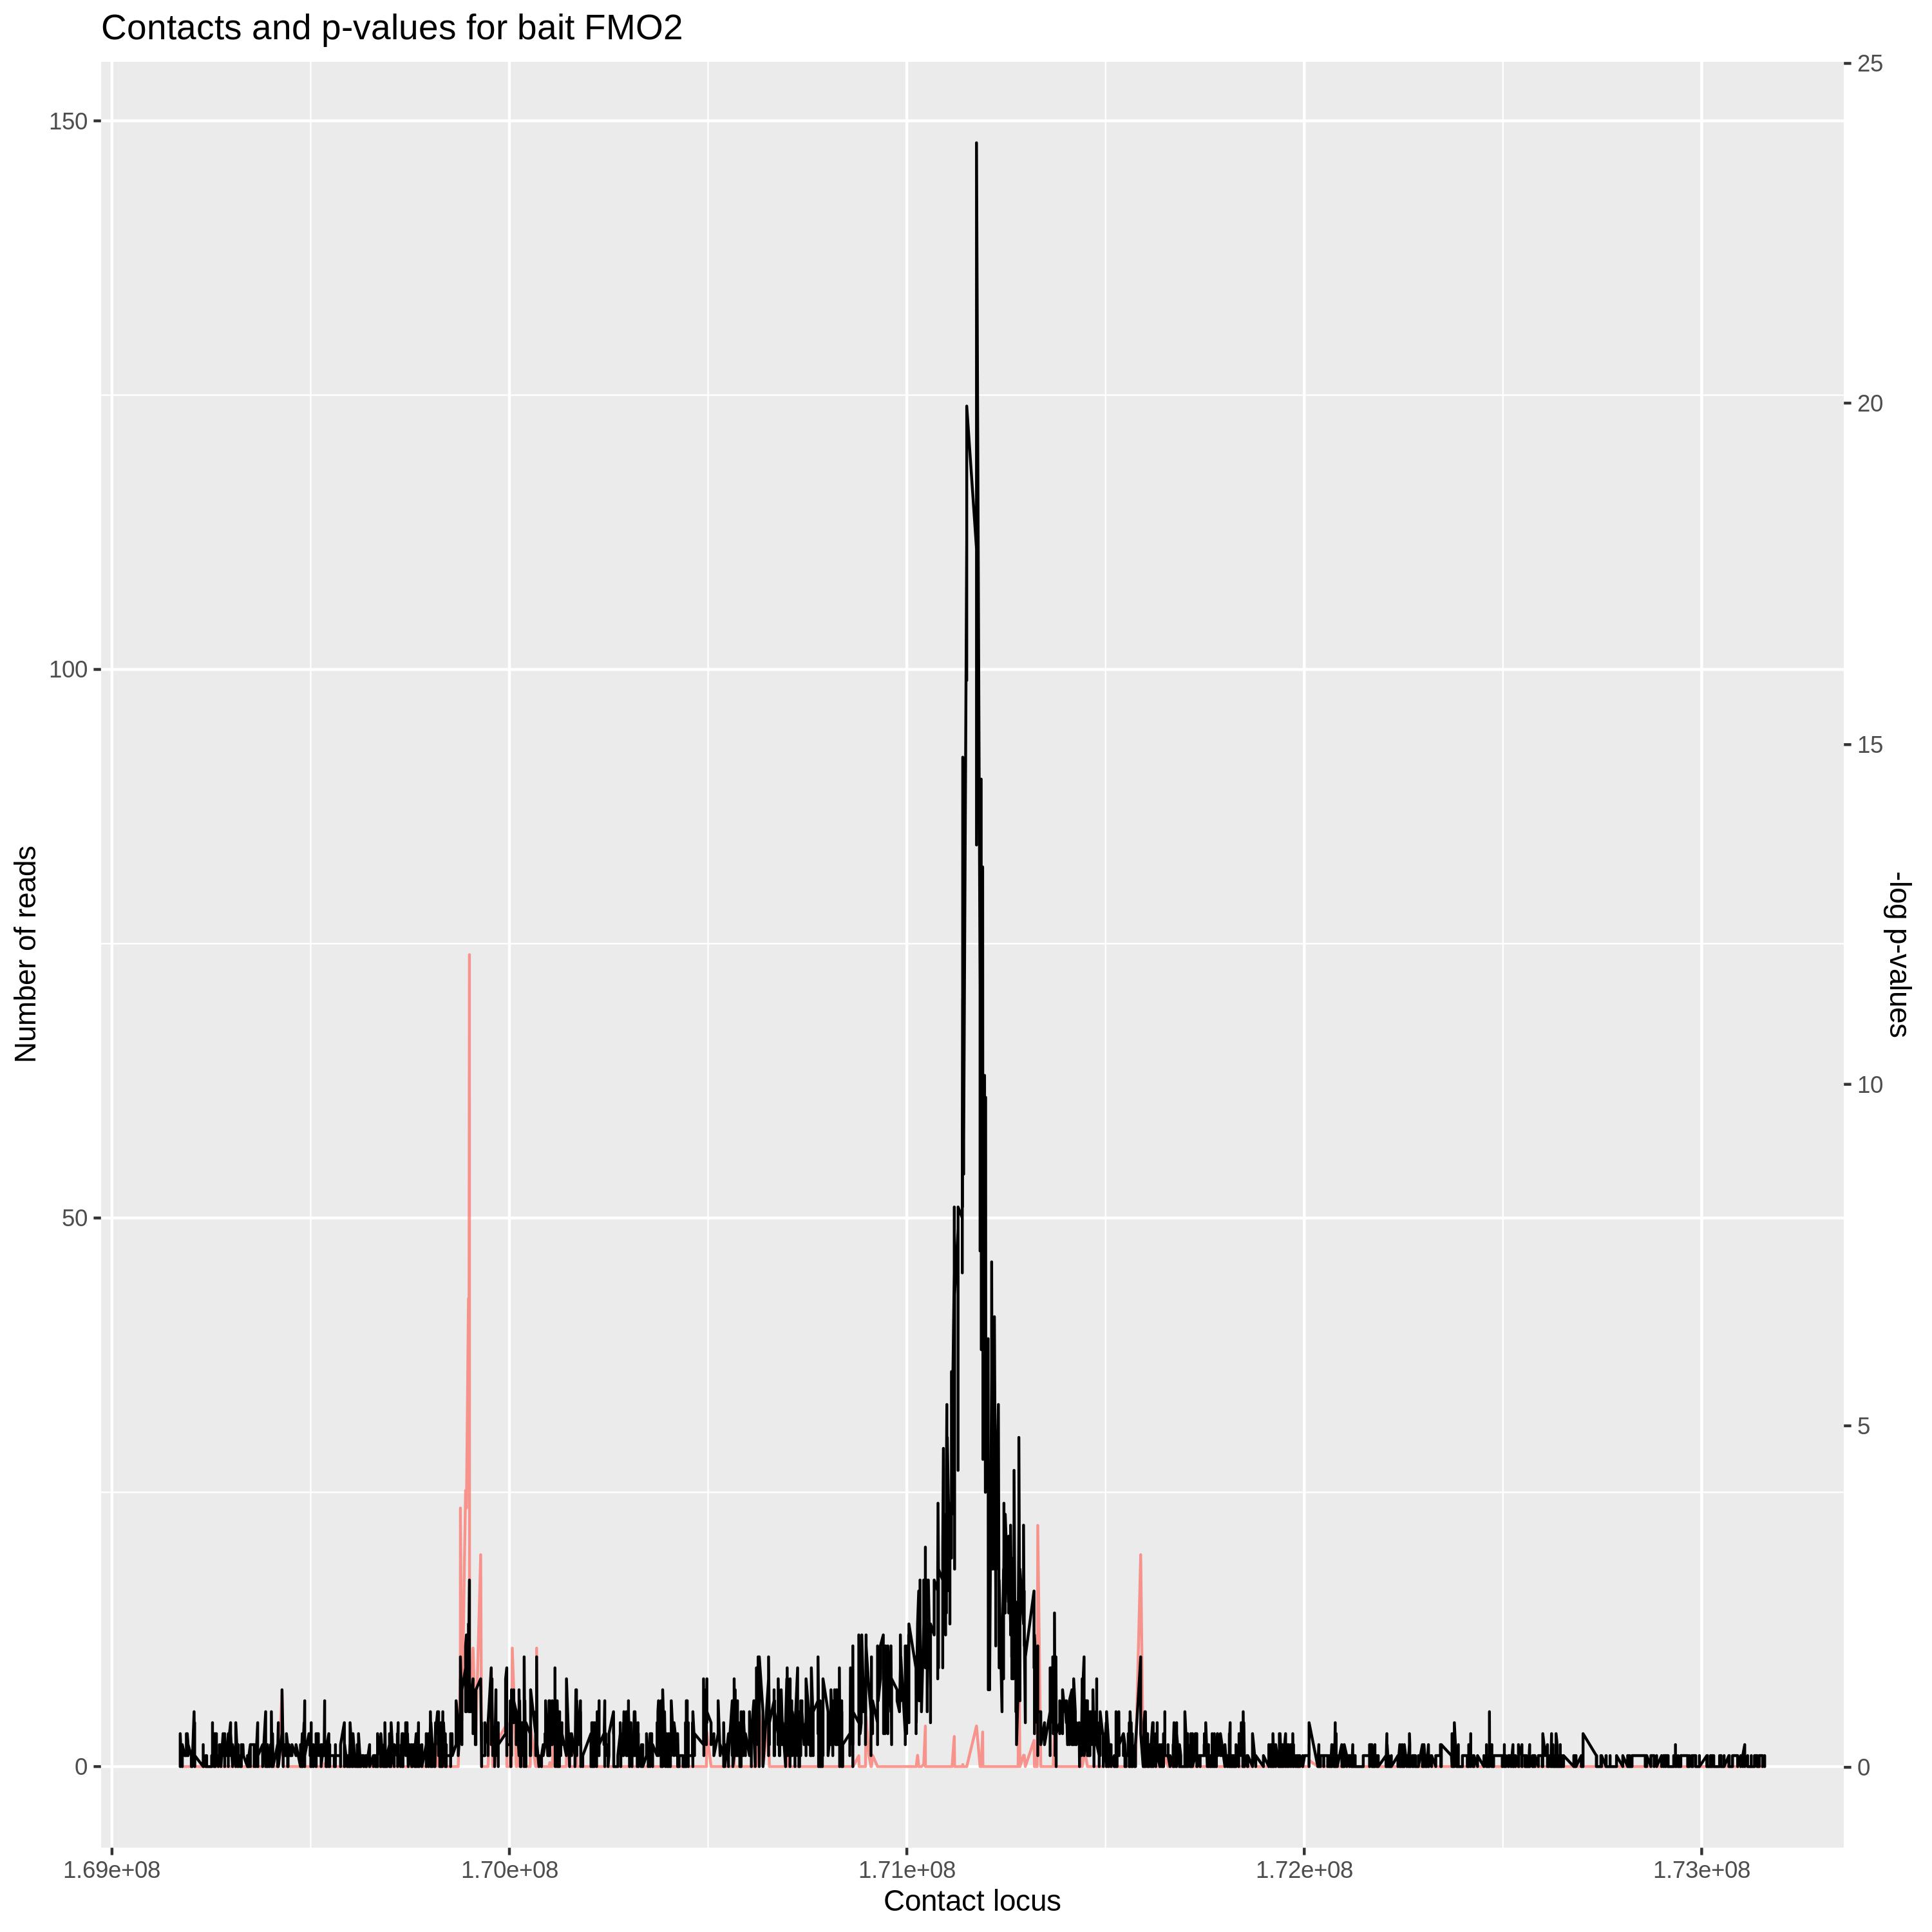 Contacts and p-values for bait FMO2
150
100
50
0
Number of reads
25
20
15
10
5
0
-log p-values
1.69e+08
1.70e+08
1.71e+08
1.72e+08
1.73e+08
Contact locus